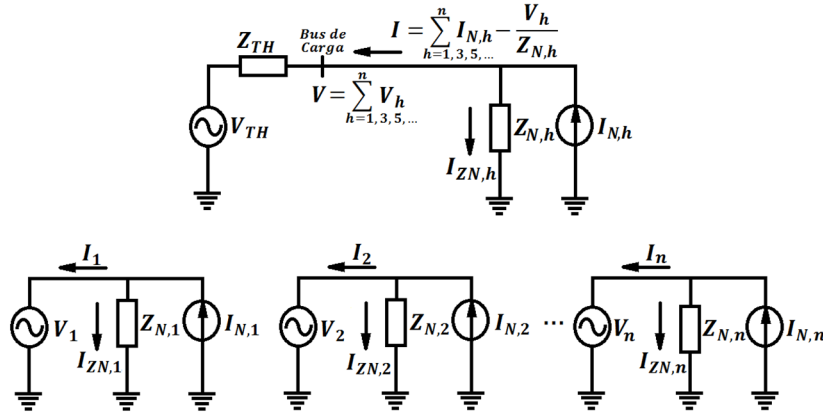 Z_TH
Bus de
Carga
I = ∑_{h=1,3,5,…}^{n} I_{N,h} − V_h / Z_{N,h}
V = ∑_{h=1,3,5,…}^{n} V_h
V_TH
Z_{N,h}
I_{N,h}
I_{ZN,h}
I_1
I_2
I_n
V_1
Z_{N,1}
I_{N,1}
V_2
Z_{N,2}
I_{N,2}
…
V_n
Z_{N,n}
I_{N,n}
I_{ZN,1}
I_{ZN,2}
I_{ZN,n}